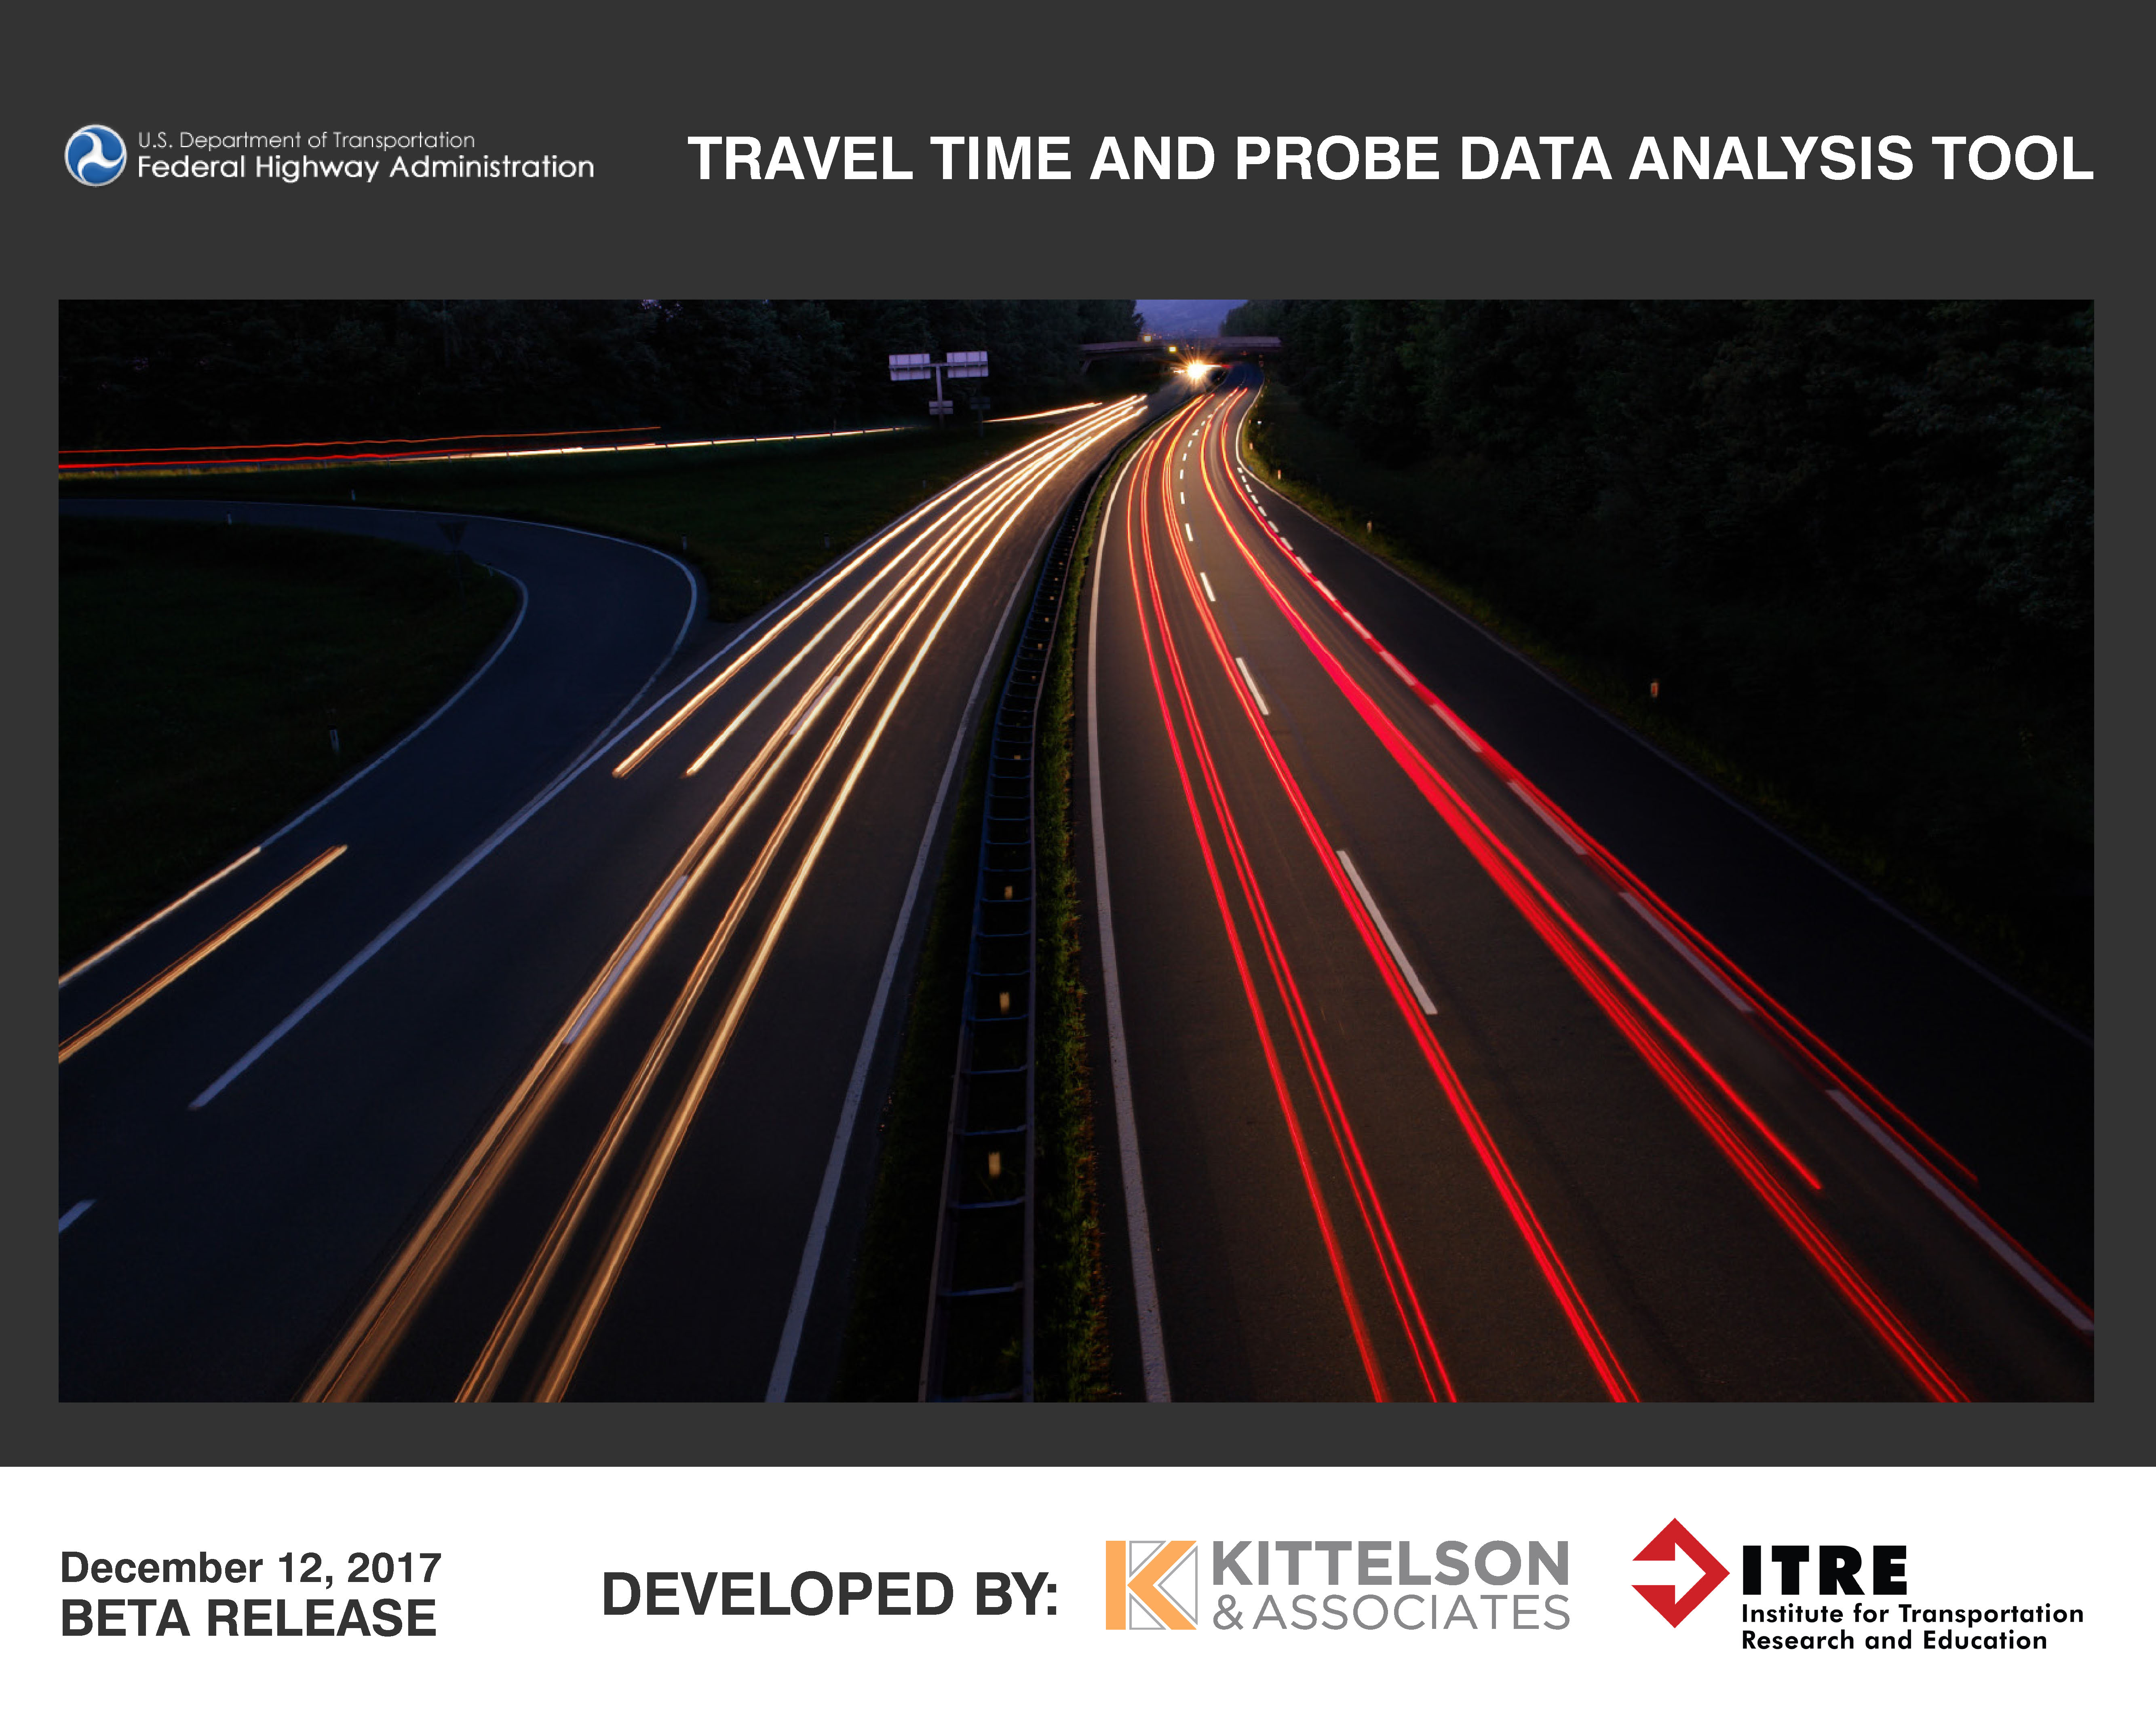 U.S. Department of Transportation
Federal Highway Administration
TRAVEL TIME AND PROBE DATA ANALYSIS TOOL
December 12, 2017
BETA RELEASE
DEVELOPED BY:
KITTELSON
& ASSOCIATES
ITRE
Institute for Transportation
Research and Education